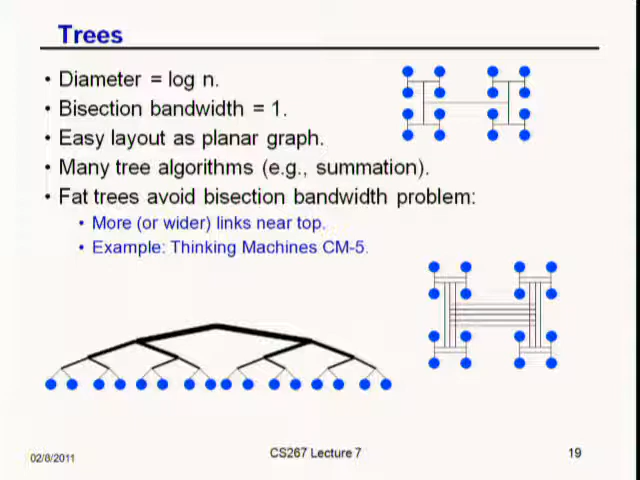 Trees
• Diameter = log n.
• Bisection bandwidth = 1.
• Easy layout as planar graph.
• Many tree algorithms (e.g., summation).
• Fat trees avoid bisection bandwidth problem:
• More (or wider) links near top.
• Example: Thinking Machines CM-5.
02/8/2011
CS267 Lecture 7
19